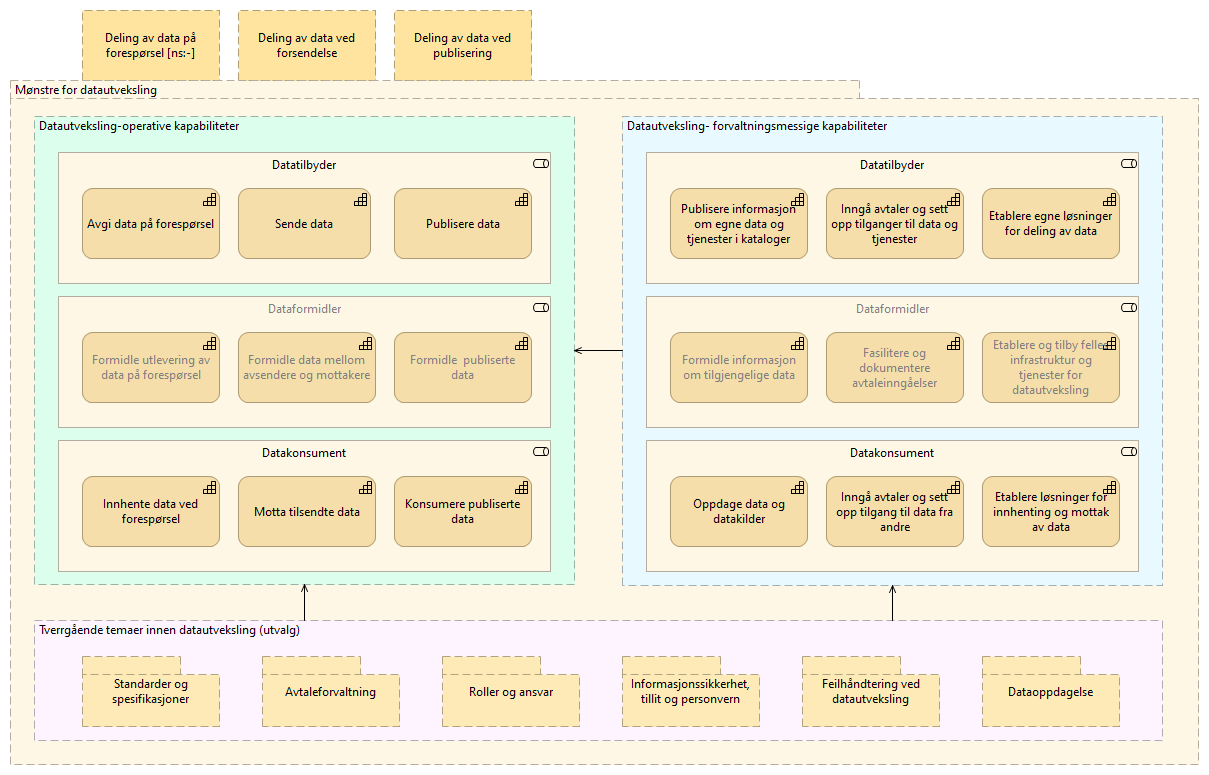 Deling av data på
forespørsel [ns:-]
Deling av data ved
forsendelse
Deling av data ved
publisering
Mønstre for datautveksling
Datautveksling-operative kapabiliteter
Datatilbyder
Avgi data på forespørsel
Sende data
Publisere data
Dataformidler
Formidle utlevering av
data på forespørsel
Formidle data mellom
avsendere og mottakere
Formidle  publiserte
data
Datakonsument
Innhente data ved
forespørsel
Motta tilsendte data
Konsumere publiserte
data
Datautveksling- forvaltningsmessige kapabiliteter
Datatilbyder
Publisere informasjon
om egne data og
tjenester i kataloger
Inngå avtaler og sett
opp tilganger til data og
tjenester
Etablere egne løsninger
for deling av data
Dataformidler
Formidle informasjon
om tilgjengelige data
Fasilitere og
dokumentere
avtaleinngåelser
Etablere og tilby felles
infrastruktur og
tjenester for
datautveksling
Datakonsument
Oppdage data og
datakilder
Inngå avtaler og sett
opp tilgang til data fra
andre
Etablere løsninger for
innhenting og mottak
av data
Tverrgående temaer innen datautveksling (utvalg)
Standarder og
spesifikasjoner
Avtaleforvaltning
Roller og ansvar
Informasjonssikkerhet,
tillit og personvern
Feilhåndtering ved
datautveksling
Dataoppdagelse